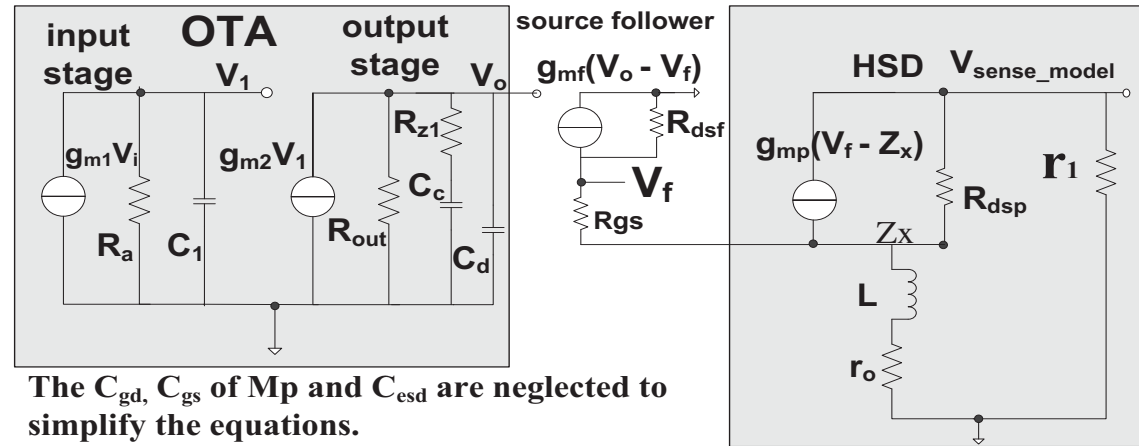 input stage
OTA
output stage
source follower
V1
Vo
gmf(Vo - Vf)
HSD
Vsense_model
Rz1
Rdsf
gm1Vi
gm2V1
gmp(Vf - Zx)
r1
Cc
Vf
Rdsp
Ra
C1
Rout
Rgs
Zx
Cd
L
ro
The Cgd, Cgs of Mp and Cesd are neglected to
simplify the equations.